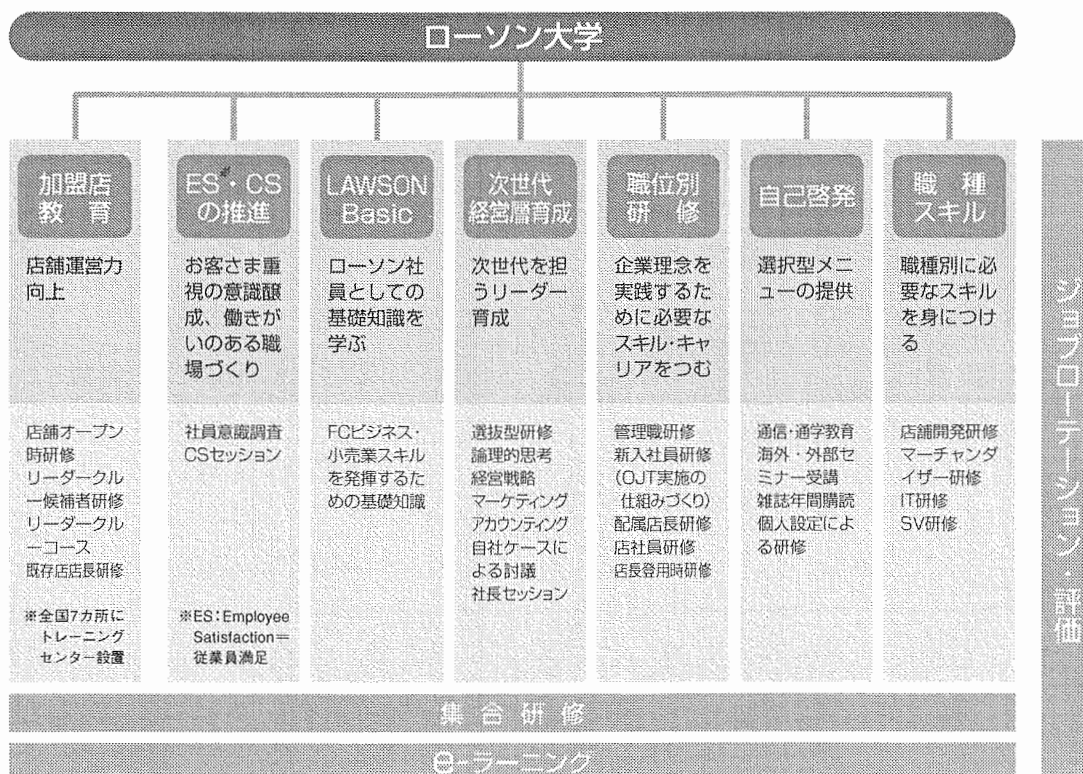 ローソン大学
加盟店
教育
店舗運営力
向上
店舗オープン
時研修
リーダークル
ー候補者研修
リーダークル
ーコース
既存店店長研修
※全国7カ所に
トレーニング
センター設置
ES・CS
の推進
お客さま重
視の意識醸
成、働きが
いのある職
場づくり
社員意識調査
CSセッション
※ES：Employee
Satisfaction＝
従業員満足
LAWSON
Basic
ローソン社
員としての
基礎知識を
学ぶ
FCビジネス・
小売業スキル
を発揮するた
めの基礎知識
次世代
経営層育成
次世代を担
うリーダー
育成
選抜型研修
論理的思考
経営戦略
マーケティング
アカウンティング
自社ケースに
よる討議
社長セッション
職位別
研修
企業理念を
実践するた
めに必要な
スキル・キャ
リアをつむ
管理職研修
新入社員研修
(OJT実施の
仕組みづくり)
配属店長研修
店社員研修
店長登用時研修
自己啓発
選択型メニ
ューの提供
通信・通学教育
海外・外部セ
ミナー受講
雑誌年間購読
個人設定によ
る研修
職種
スキル
職種別に必
要なスキル
を身につけ
る
店舗開発研修
マーチャンダ
イザー研修
IT研修
SV研修
ジョブローテーション・評価
集合研修
e-ラーニング